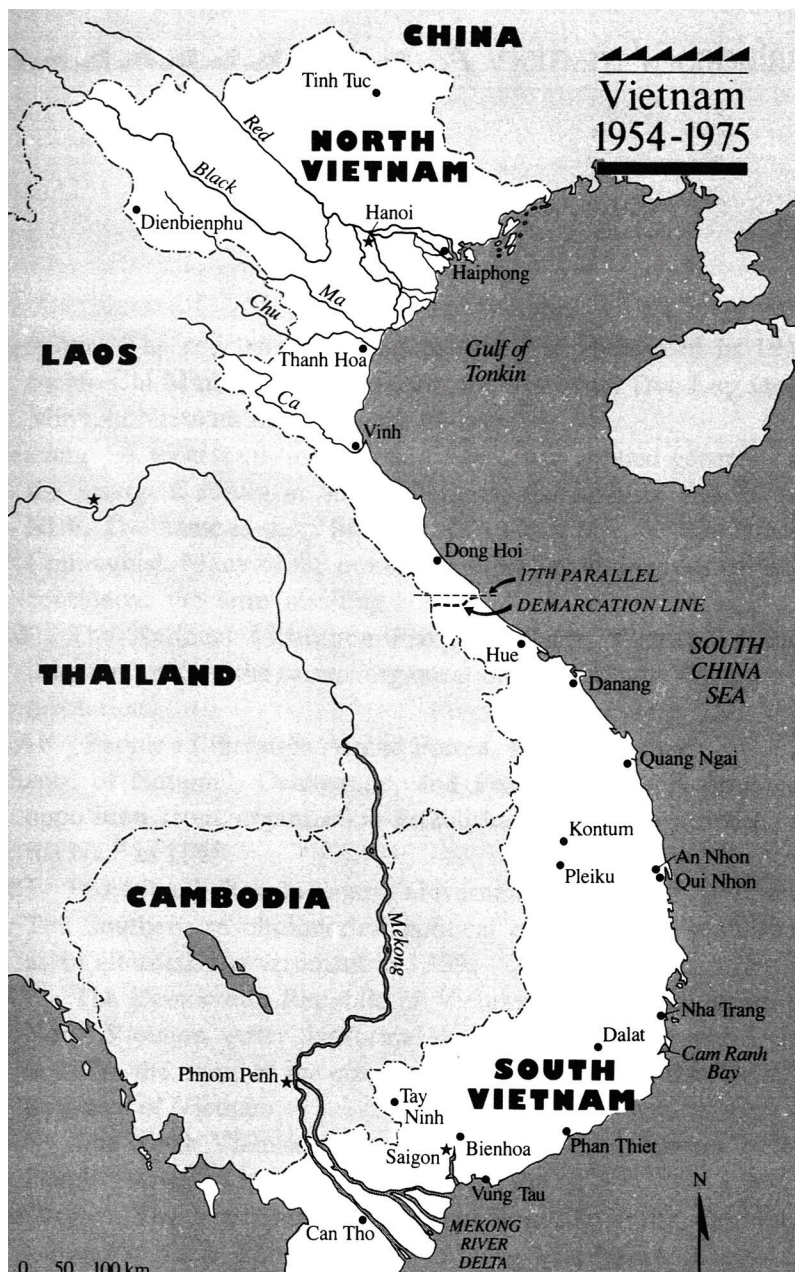 CHINA
Vietnam
1954-1975
Tinh Tuc
Red
NORTH
VIETNAM
Black
Dienbienphu
Hanoi
Haiphong
Ma
Chu
LAOS
Thanh Hoa
Gulf of
Tonkin
Ca
Vinh
Dong Hoi
17TH PARALLEL
DEMARCATION LINE
Hue
SOUTH
CHINA
SEA
THAILAND
Danang
Quang Ngai
Kontum
An Nhon
Pleiku
Qui Nhon
CAMBODIA
Mekong
Nha Trang
Dalat
Cam Ranh
Bay
Phnom Penh
SOUTH
VIETNAM
Tay
Ninh
Bienhoa
Phan Thiet
Saigon
Vung Tau
N
Can Tho
MEKONG
RIVER
DELTA
0 50 100 km